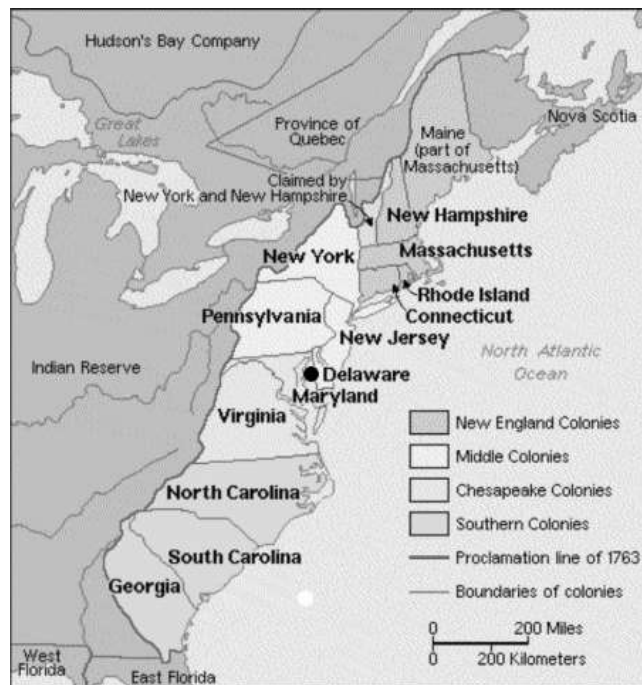 Hudson's Bay Company
Great
Lakes
Province of
Quebec
Nova Scotia
Maine
(part of
Massachusetts)
Claimed by
New York and New Hampshire
New Hampshire
New York
Massachusetts
Rhode Island
Connecticut
Pennsylvania
New Jersey
North Atlantic
Ocean
Indian Reserve
Delaware
Maryland
Virginia
New England Colonies
Middle Colonies
Chesapeake Colonies
Southern Colonies
Proclamation line of 1763
Boundaries of colonies
North Carolina
South Carolina
Georgia
0 200 Miles
0 200 Kilometers
West
Florida
East Florida